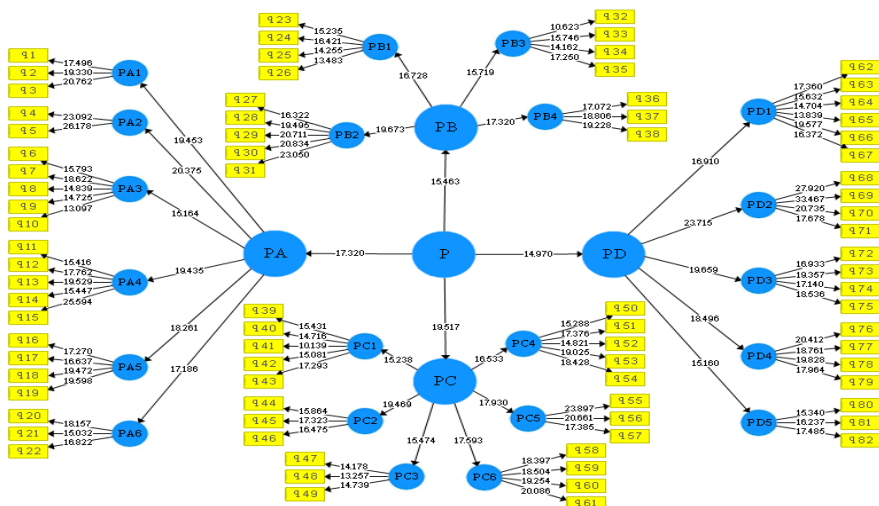 q1
q2
q3
17.496
19.330
20.762
PA1
q4
q5
23.092
26.178
PA2
q6
q7
q8
q9
q10
15.793
18.622
14.839
14.725
13.097
PA3
q11
q12
q13
q14
q15
15.416
17.762
19.529
15.447
25.594
PA4
q16
q17
q18
q19
17.270
16.637
19.472
19.598
PA5
q20
q21
q22
18.157
15.032
16.822
PA6
19.453
20.375
15.164
19.435
18.261
17.186
PA
17.320
P
15.463
14.970
19.517
q23
q24
q25
q26
15.235
16.421
14.255
13.483
PB1
q27
q28
q29
q30
q31
16.322
19.495
20.711
20.834
23.050
PB2
16.728
15.719
19.673
17.320
PB
PB3
10.623
15.746
14.162
17.250
q32
q33
q34
q35
PB4
17.072
18.806
19.228
q36
q37
q38
q39
q40
q41
q42
q43
15.431
14.716
10.139
15.081
17.293
PC1
q44
q45
q46
15.864
17.323
16.475
PC2
q47
q48
q49
14.178
13.257
14.739
PC3
15.238
19.469
15.474
16.533
17.930
17.593
PC
PC4
15.288
17.376
14.821
19.025
18.428
q50
q51
q52
q53
q54
PC5
23.897
20.661
17.385
q55
q56
q57
PC6
18.397
18.504
19.254
20.086
q58
q59
q60
q61
PD
16.910
23.715
19.659
18.496
15.160
PD1
17.360
15.632
14.704
13.839
19.577
16.372
q62
q63
q64
q65
q66
q67
PD2
27.920
33.467
20.735
17.678
q68
q69
q70
q71
PD3
16.933
19.357
17.140
18.536
q72
q73
q74
q75
PD4
20.412
18.761
19.828
17.964
q76
q77
q78
q79
PD5
15.340
16.237
17.485
q80
q81
q82